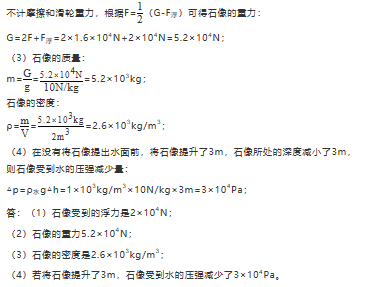 不计摩擦和滑轮重力，根据F=1/2（G-F浮）可得石像的重力：
G=2F+F浮=2×1.6×10⁴N+2×10⁴N=5.2×10⁴N；
（3）石像的质量：
m=G/g=5.2×10⁴N/10N/kg=5.2×10³kg；
石像的密度：
ρ=m/V=5.2×10³kg/2m³=2.6×10³kg/m³；
（4）在没有将石像提出水面前，将石像提升了3m，石像所处的深度减小了3m，
则石像受到水的压强减少量：
△p=ρ水g△h=1×10³kg/m³×10N/kg×3m=3×10⁴Pa；
答：（1）石像受到的浮力是2×10⁴N；
（2）石像的重力5.2×10⁴N；
（3）石像的密度是2.6×10³kg/m³；
（4）若将石像提升了3m，石像受到水的压强减少了3×10⁴Pa。